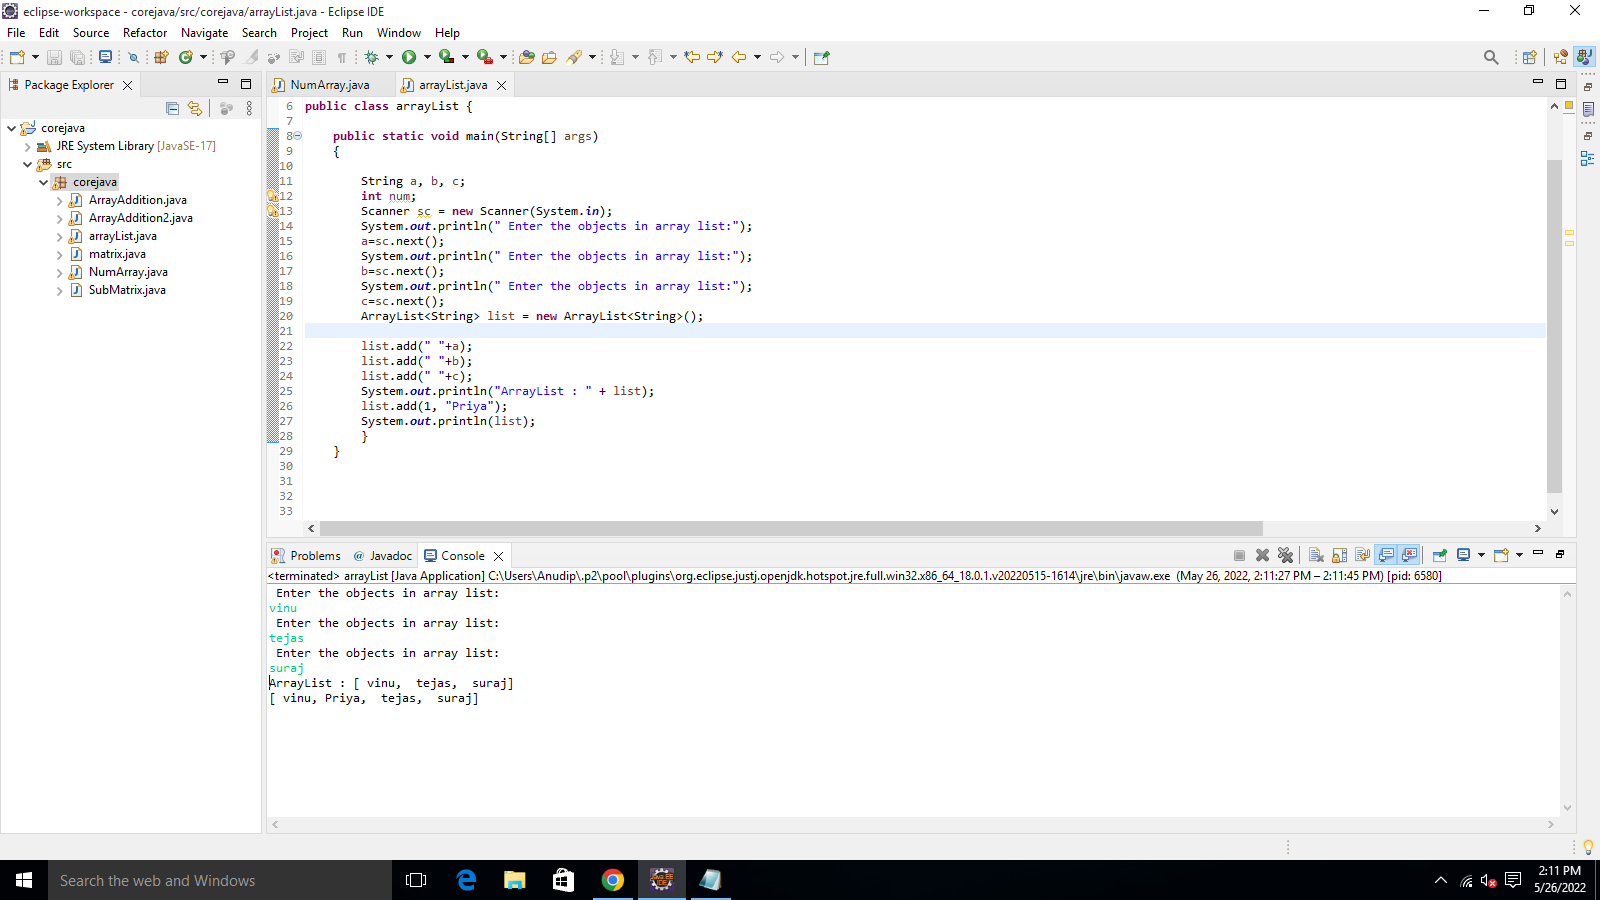 eclipse-workspace - corejava/src/corejava/arrayList.java - Eclipse IDE
File Edit Source Refactor Navigate Search Project Run Window Help
Package Explorer
corejava
JRE System Library [JavaSE-17]
src
corejava
ArrayAddition.java
ArrayAddition2.java
arrayList.java
matrix.java
NumArray.java
SubMatrix.java
NumArray.java arrayList.java
6 public class arrayList {
7
8 public static void main(String[] args)
9 {
10
11 String a, b, c;
12 int num;
13 Scanner sc = new Scanner(System.in);
14 System.out.println(" Enter the objects in array list:");
15 a=sc.next();
16 System.out.println(" Enter the objects in array list:");
17 b=sc.next();
18 System.out.println(" Enter the objects in array list:");
19 c=sc.next();
20 ArrayList<String> list = new ArrayList<String>();
21
22 list.add(" "+a);
23 list.add(" "+b);
24 list.add(" "+c);
25 System.out.println("ArrayList : " + list);
26 list.add(1, "Priya");
27 System.out.println(list);
28 }
29 }
30
31
32
33
Problems @ Javadoc Console
<terminated> arrayList [Java Application] C:\Users\Anudip\.p2\pool\plugins\org.eclipse.justj.openjdk.hotspot.jre.full.win32.x86_64_18.0.1.v20220515-1614\jre\bin\javaw.exe (May 26, 2022, 2:11:27 PM – 2:11:45 PM) [pid: 6580]
Enter the objects in array list:
vinu
Enter the objects in array list:
tejas
Enter the objects in array list:
suraj
ArrayList : [ vinu,  tejas,  suraj]
[ vinu, Priya,  tejas,  suraj]
Search the web and Windows
2:11 PM
5/26/2022